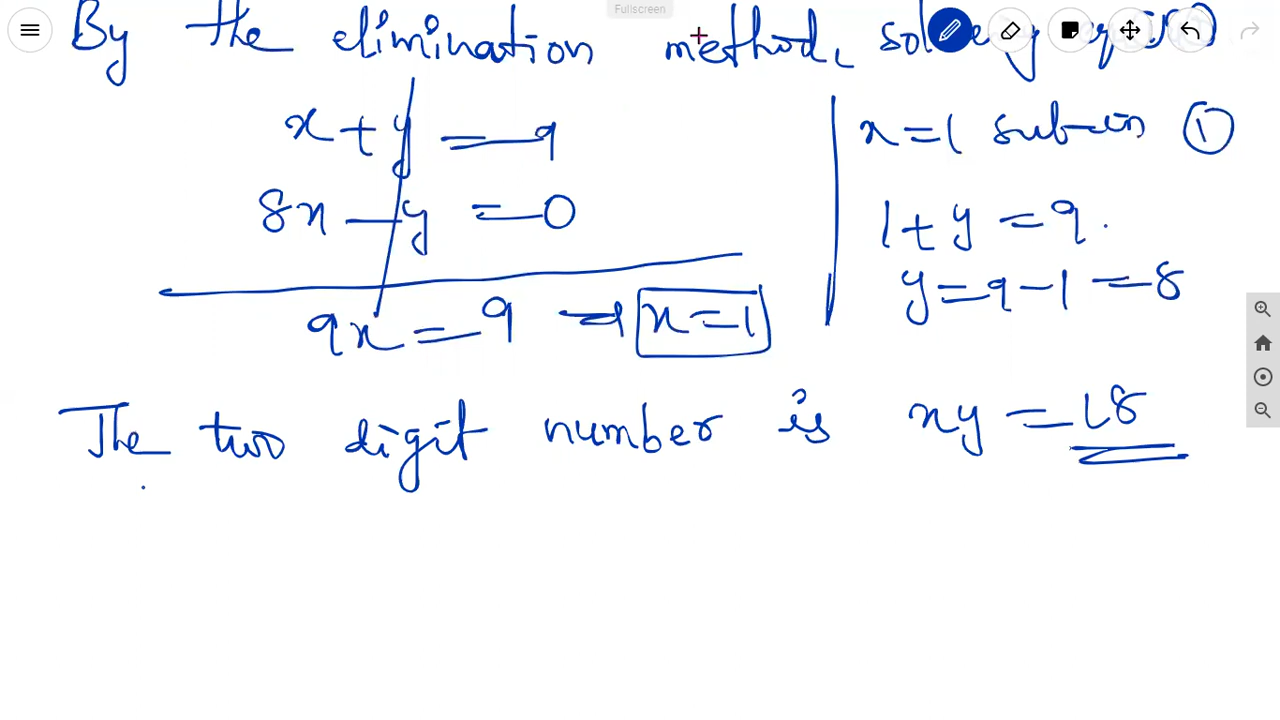 Fullscreen
By the elimination method,
x + y = 9
8x - y = 0
9x = 9 ⇒ x = 1
x = 1 sub in ①
1 + y = 9.
y = 9 - 1 = 8
The two digit number is xy = 18